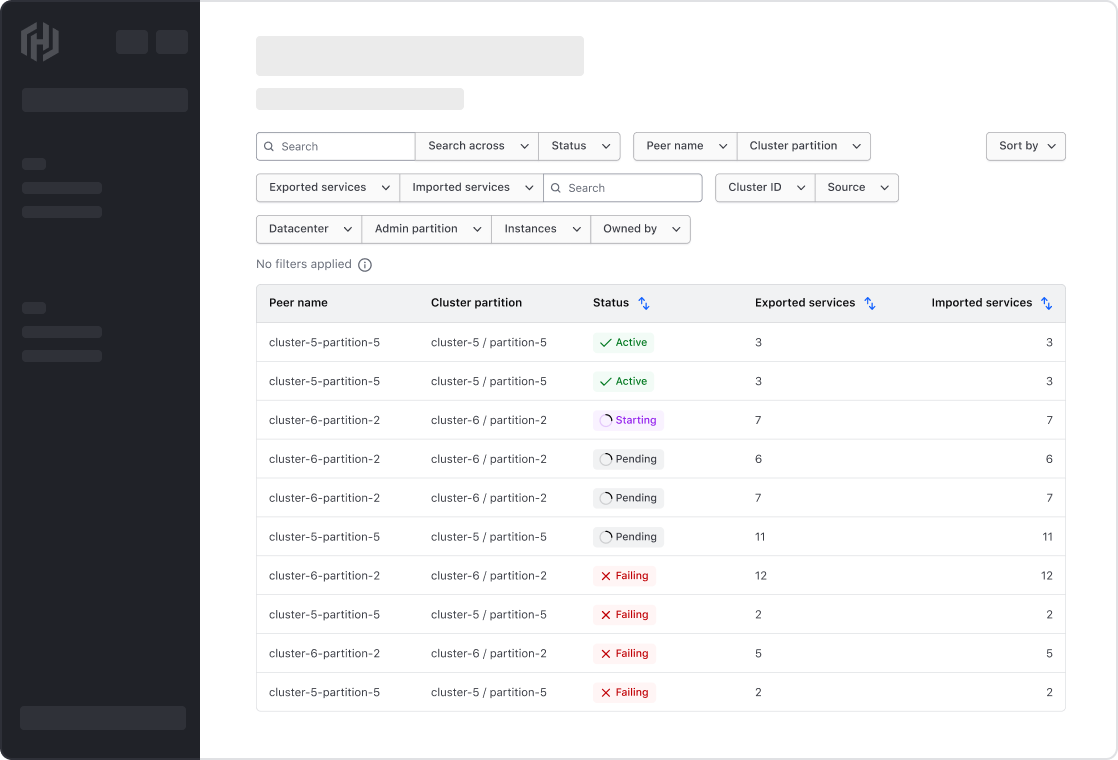 Search Search across Status Peer name Cluster partition Sort by
Exported services Imported services Search Cluster ID Source
Datacenter Admin partition Instances Owned by
No filters applied
Peer name Cluster partition Status Exported services Imported services
cluster-5-partition-5 cluster-5 / partition-5 Active 3 3
cluster-5-partition-5 cluster-5 / partition-5 Active 3 3
cluster-6-partition-2 cluster-6 / partition-2 Starting 7 7
cluster-6-partition-2 cluster-6 / partition-2 Pending 6 6
cluster-6-partition-2 cluster-6 / partition-2 Pending 7 7
cluster-5-partition-5 cluster-5 / partition-5 Pending 11 11
cluster-6-partition-2 cluster-6 / partition-2 Failing 12 12
cluster-5-partition-5 cluster-5 / partition-5 Failing 2 2
cluster-6-partition-2 cluster-6 / partition-2 Failing 5 5
cluster-5-partition-5 cluster-5 / partition-5 Failing 2 2